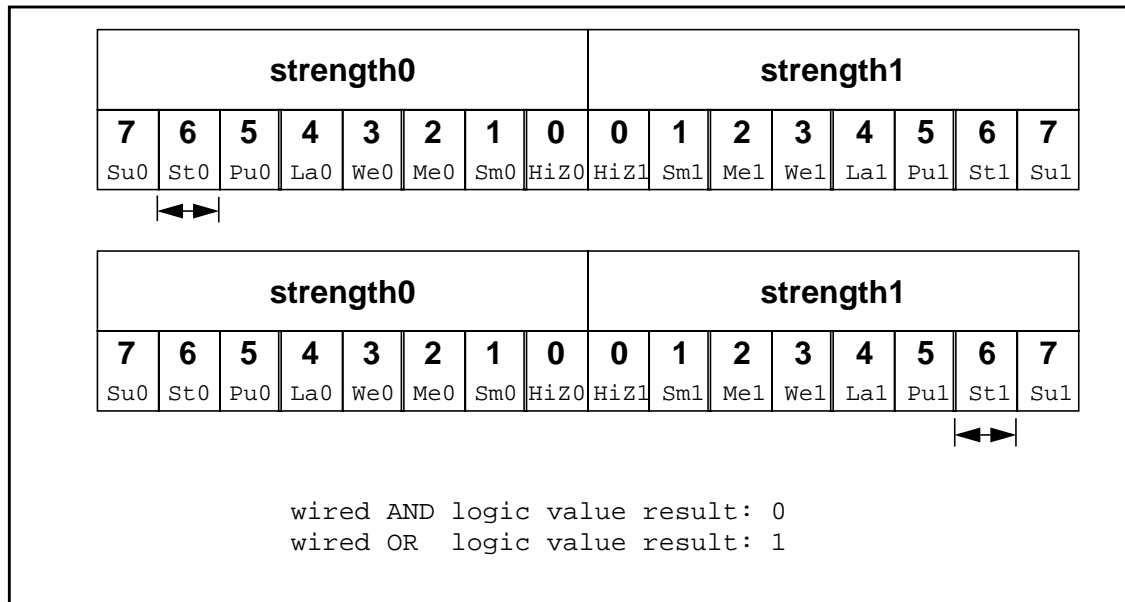 strength0 strength1
7 6 5 4 3 2 1 0 0 1 2 3 4 5 6 7
Su0 St0 Pu0 La0 We0 Me0 Sm0 HiZ0 HiZ1 Sm1 Me1 We1 La1 Pu1 St1 Su1
strength0 strength1
7 6 5 4 3 2 1 0 0 1 2 3 4 5 6 7
Su0 St0 Pu0 La0 We0 Me0 Sm0 HiZ0 HiZ1 Sm1 Me1 We1 La1 Pu1 St1 Su1
wired AND logic value result: 0
wired OR  logic value result: 1